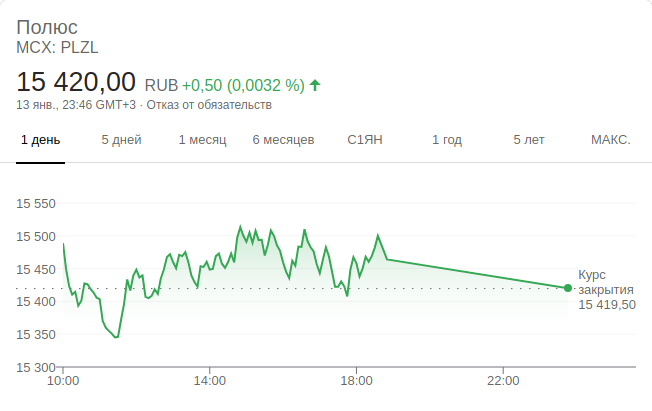 Полюс
MCX: PLZL
15 420,00 RUB +0,50 (0,0032 %)
13 янв., 23:46 GMT+3 · Отказ от обязательств
1 день 5 дней 1 месяц 6 месяцев С1ЯН 1 год 5 лет МАКС.
15 550
15 500
15 450
15 400
15 350
15 300
Курс
закрытия
15 419,50
10:00 14:00 18:00 22:00